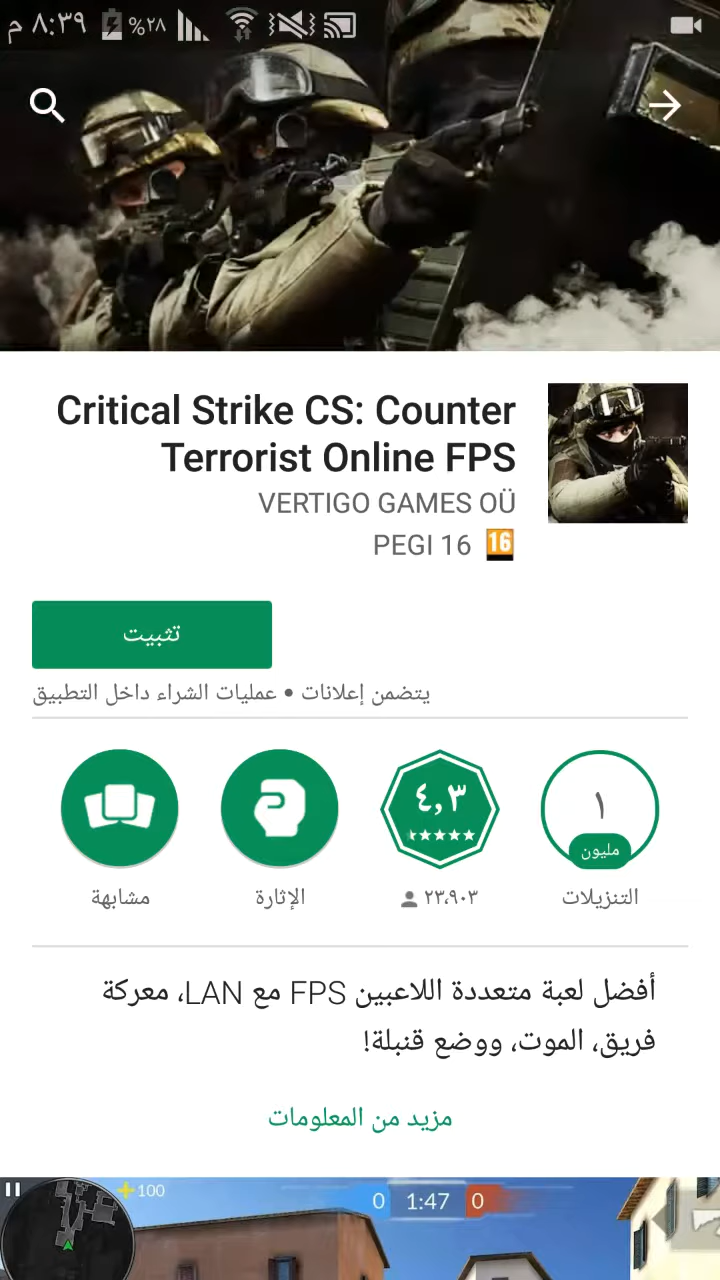 ٨:٣٩ م
%٢٨
Critical Strike CS: Counter
Terrorist Online FPS
VERTIGO GAMES OÜ
PEGI 16 16
تثبيت
يتضمن إعلانات • عمليات الشراء داخل التطبيق
١
مليون
التنزيلات
٤,٣
٢٣٬٩٠٣
الإثارة
مشابهة
أفضل لعبة متعددة اللاعبين FPS مع LAN، معركة
فريق، الموت، ووضع قنبلة!
مزيد من المعلومات
+100
0 1:47 0